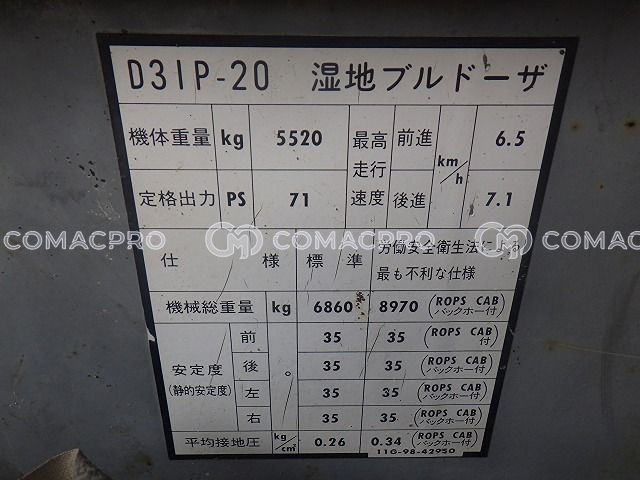 D31P-20 湿地ブルドーザ
機体重量 kg 5520 最高走行速度 前進 km/h 6.5
定格出力 PS 71 後進 7.1
仕様 標準 労働安全衛生法による最も不利な仕様
機械総重量 kg 6860 8970 (ROPS CAB バックホー付)
安定度 (静的安定度) 前 ° 35 35 (ROPS CAB 付)
後 35 35 (ROPS CAB バックホー付)
左 35 35 (ROPS CAB バックホー付)
右 35 35 (ROPS CAB バックホー付)
平均接地圧 kg/cm² 0.26 0.34 (ROPS CAB バックホー付)
11G-98-42950
COMACPRO COMACPRO COMACPRO